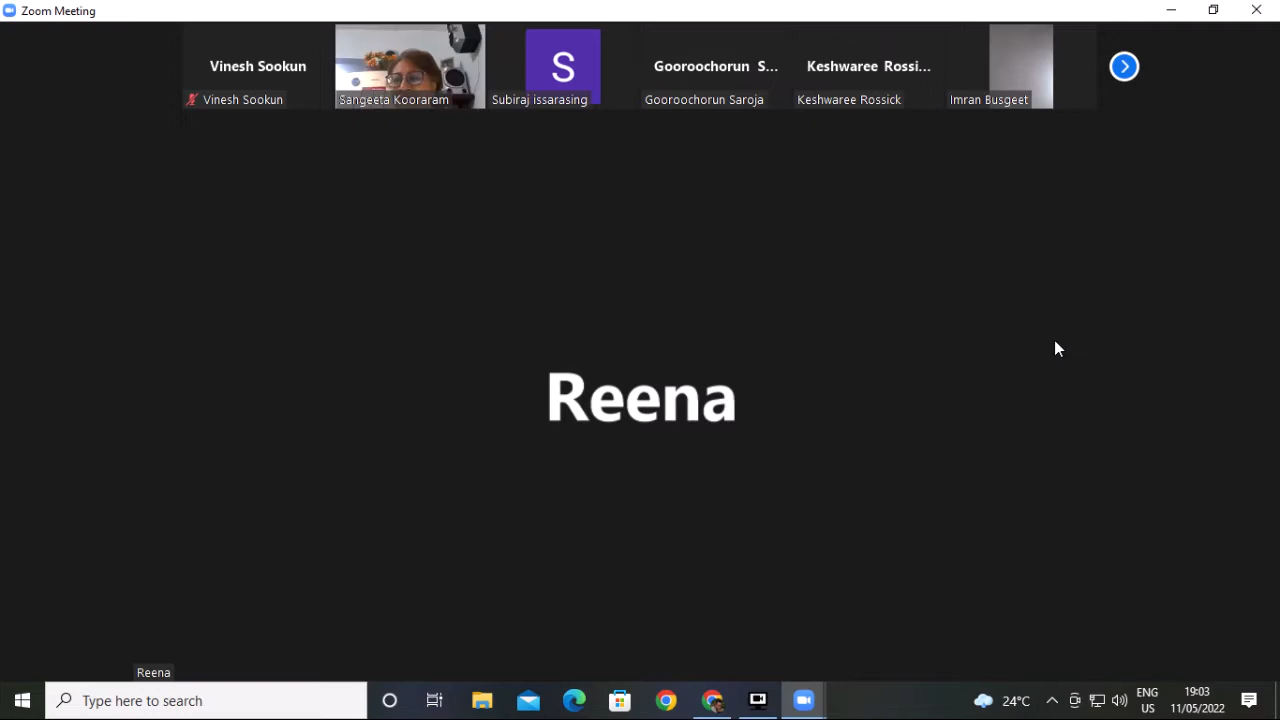 Zoom Meeting
Vinesh Sookun
Vinesh Sookun
Sangeeta Kooraram
S
Subiraj issarasing
Gooroochorun S...
Gooroochorun Saroja
Keshwaree Rossi...
Keshwaree Rossick
Imran Busgeet
Reena
Reena
Type here to search
24°C
ENG
US
19:03
11/05/2022